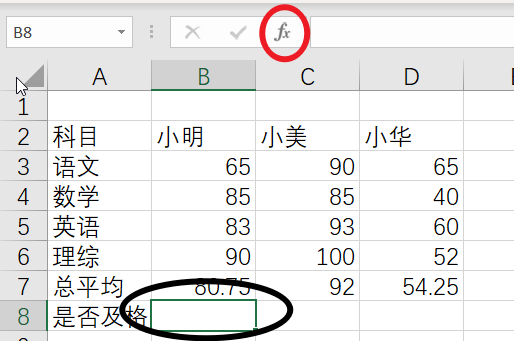 B8 fx
A B C D
1
2 科目 小明 小美 小华
3 语文 65 90 65
4 数学 85 85 40
5 英语 83 93 60
6 理综 90 100 52
7 总平均 80.75 92 54.25
8 是否及格